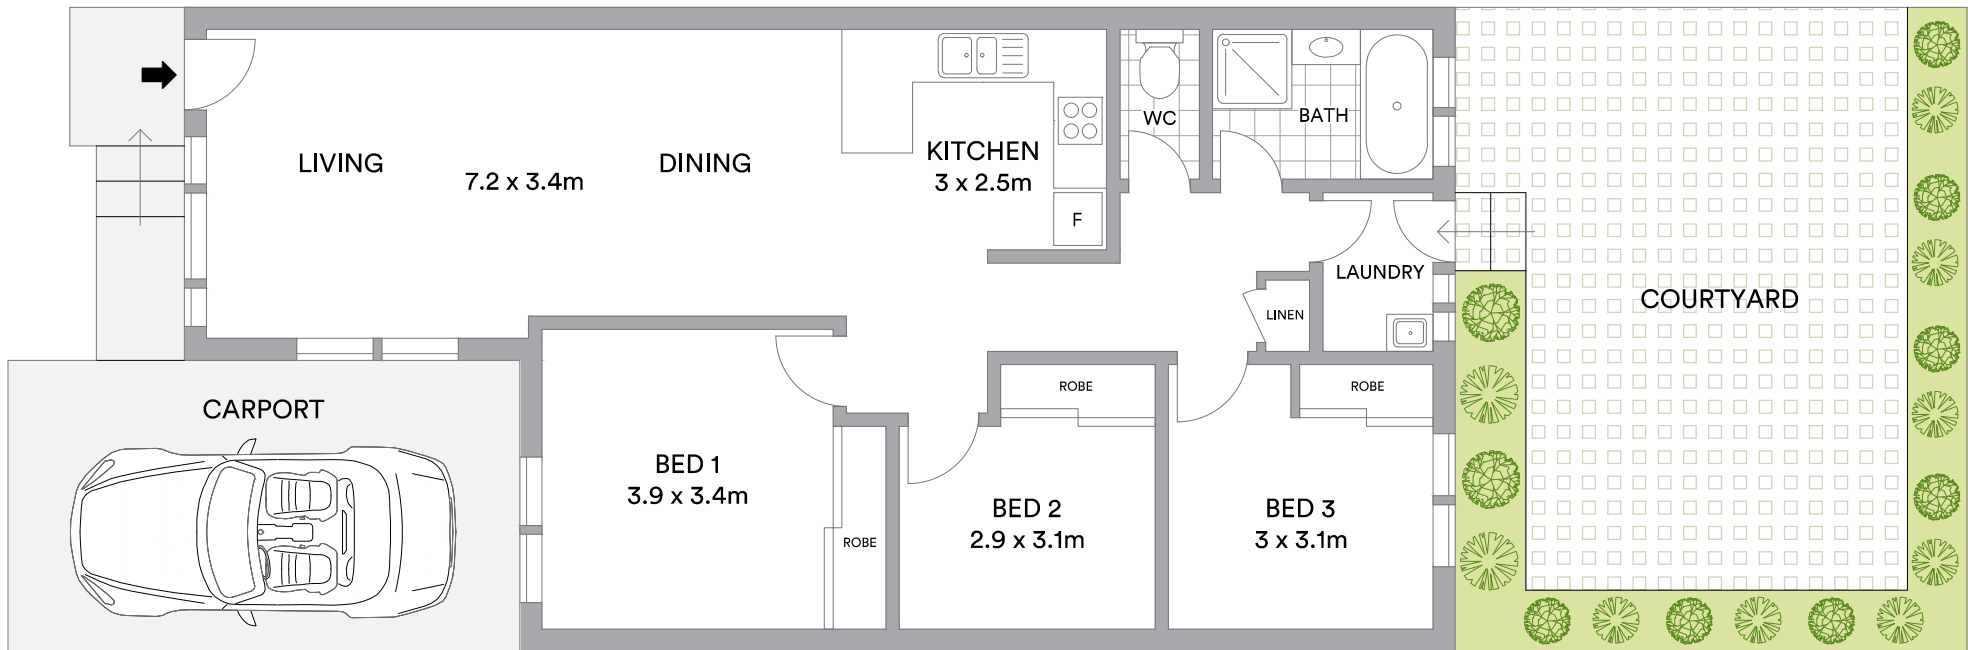 LIVING
7.2 x 3.4m
DINING
KITCHEN
3 x 2.5m
F
WC
BATH
LAUNDRY
LINEN
COURTYARD
CARPORT
BED 1
3.9 x 3.4m
ROBE
ROBE
BED 2
2.9 x 3.1m
ROBE
BED 3
3 x 3.1m